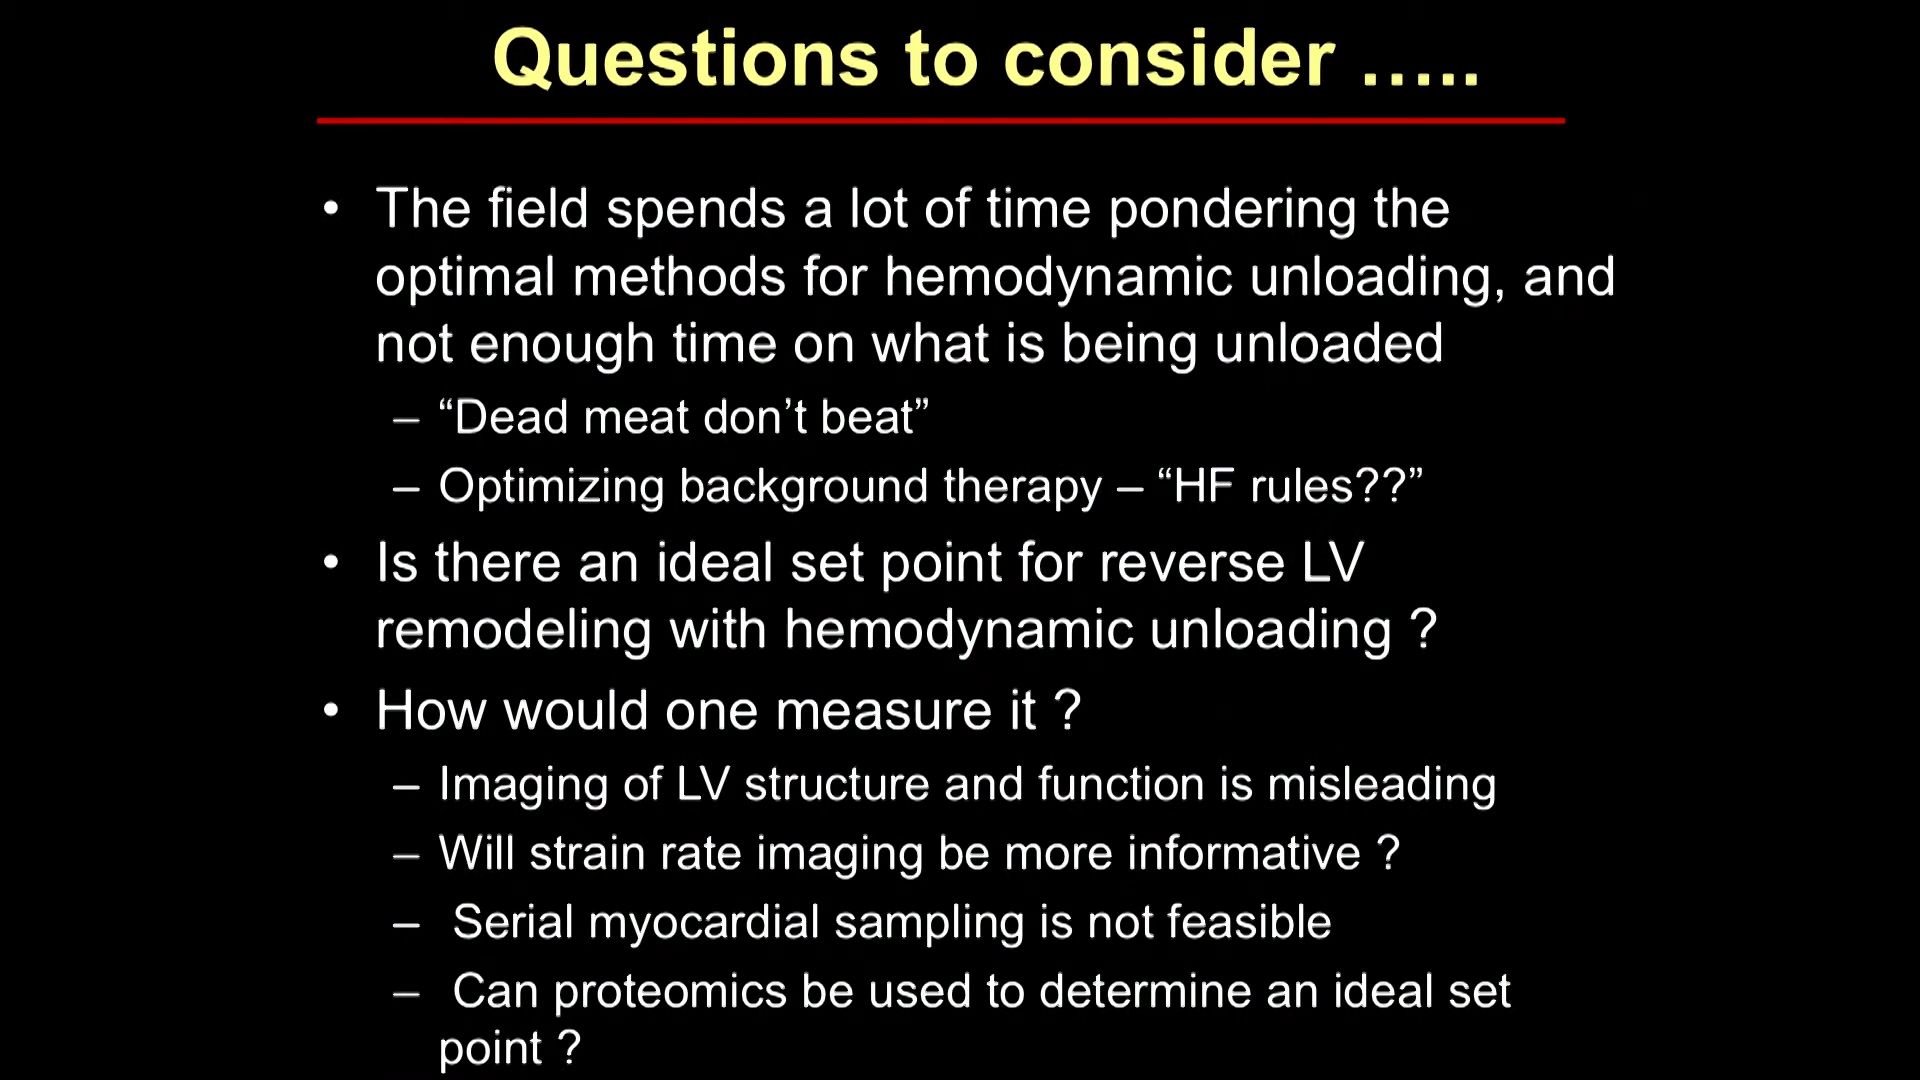 Questions to consider …..
• The field spends a lot of time pondering the
optimal methods for hemodynamic unloading, and
not enough time on what is being unloaded
– “Dead meat don’t beat”
– Optimizing background therapy – “HF rules??”
• Is there an ideal set point for reverse LV
remodeling with hemodynamic unloading ?
• How would one measure it ?
– Imaging of LV structure and function is misleading
– Will strain rate imaging be more informative ?
– Serial myocardial sampling is not feasible
– Can proteomics be used to determine an ideal set
point ?